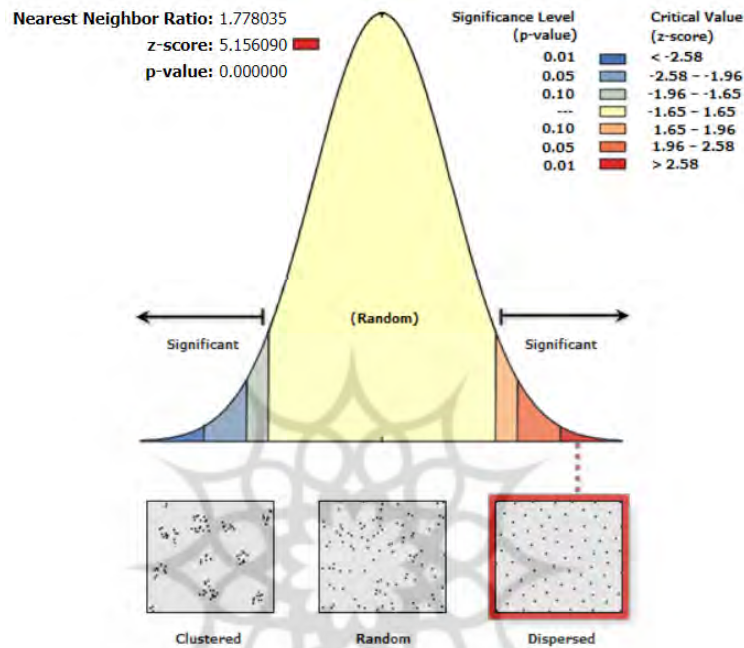 Nearest Neighbor Ratio: 1.778035
z-score: 5.156090
p-value: 0.000000
Significance Level
(p-value)
Critical Value
(z-score)
0.01 < -2.58
0.05 -2.58 – -1.96
0.10 -1.96 – -1.65
--- -1.65 – 1.65
0.10 1.65 – 1.96
0.05 1.96 – 2.58
0.01 > 2.58
(Random)
Significant
Significant
Clustered
Random
Dispersed